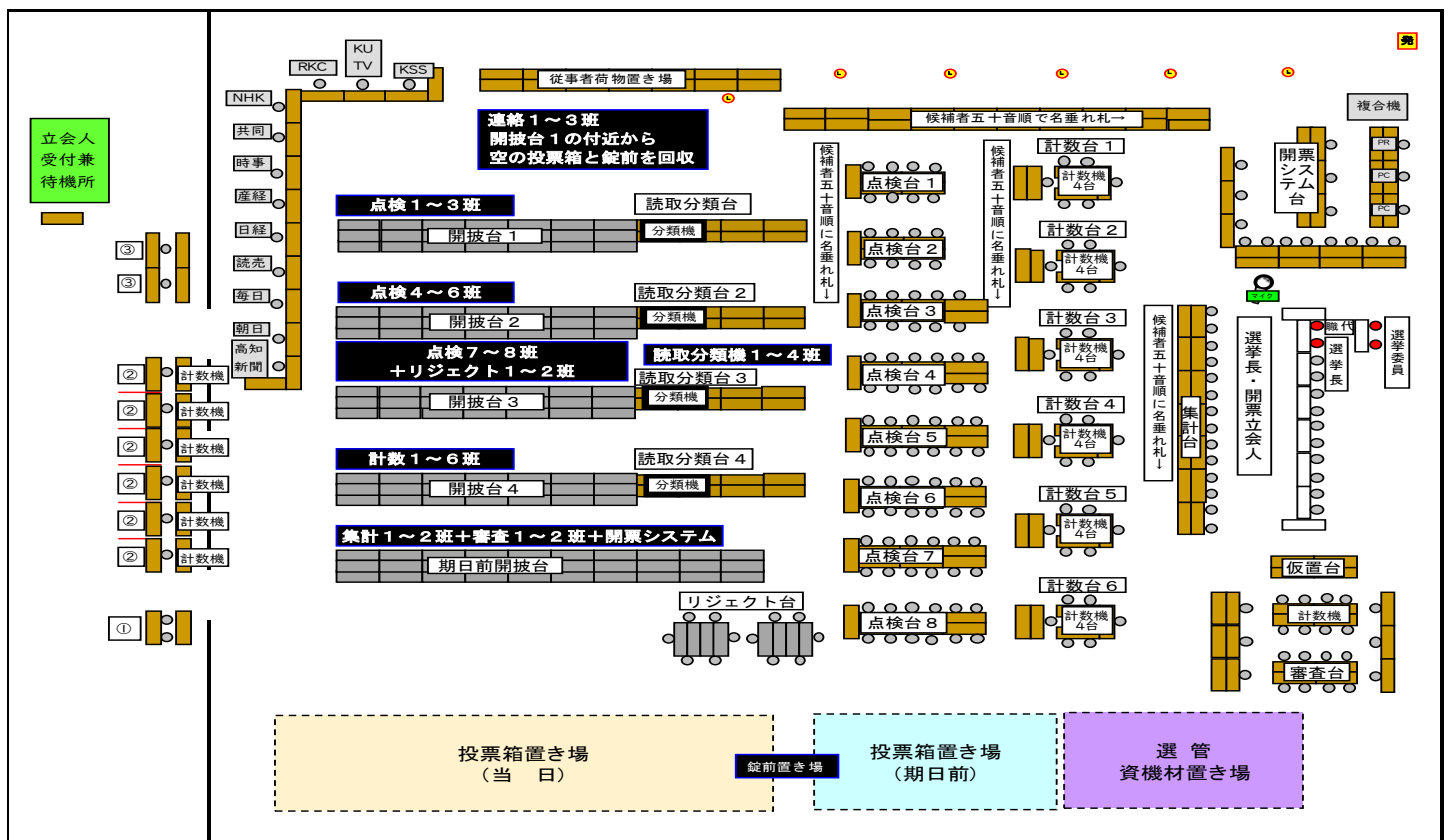 発
KU
TV
RKC
KSS
従事者荷物置き場
NHK
共同
時事
産経
日経
読売
毎日
朝日
高知
新聞
立会人
受付兼
待機所
連絡１～３班
開披台１の付近から
空の投票箱と錠前を回収
候補者五十音順で名垂れ札→
複合機
PR
PC
PC
開票システム台
候補者五十音順に名垂れ札↓
候補者五十音順に名垂れ札↓
点検１～３班
読取分類台
開披台１
分類機
点検４～６班
読取分類台２
開披台２
分類機
点検７～８班
＋リジェクト１～２班
読取分類機１～４班
読取分類台３
開披台３
分類機
計数１～６班
読取分類台４
開披台４
分類機
集計１～２班＋審査１～２班＋開票システム
期日前開披台
リジェクト台
点検台１
点検台２
点検台３
点検台４
点検台５
点検台６
点検台７
点検台８
計数台１
計数機
4台
計数台２
計数機
4台
計数台３
計数機
4台
計数台４
計数機
4台
計数台５
計数機
4台
計数台６
計数機
4台
候補者五十音順に名垂れ札↓
集計台
マイク
選挙長・開票立会人
職代
選挙長
選挙委員
仮置台
計数機
審査台
③
③
②
計数機
②
計数機
②
計数機
②
計数機
②
計数機
②
計数機
①
投票箱置き場
（当　日）
錠前置き場
投票箱置き場
（期日前）
選　管
資機材置き場